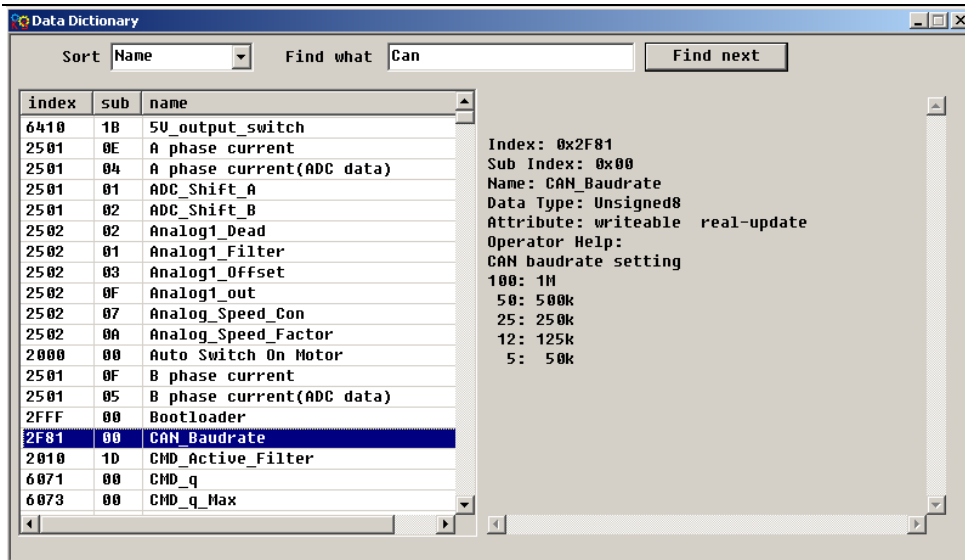 Data Dictionary
Sort Name Find what Can Find next
index sub name
6410 1B 5V_output_switch
2501 0E A phase current
2501 04 A phase current(ADC data)
2501 01 ADC_Shift_A
2501 02 ADC_Shift_B
2502 02 Analog1_Dead
2502 01 Analog1_Filter
2502 03 Analog1_Offset
2502 0F Analog1_out
2502 07 Analog_Speed_Con
2502 0A Analog_Speed_Factor
2000 00 Auto Switch On Motor
2501 0F B phase current
2501 05 B phase current(ADC data)
2FFF 00 Bootloader
2F81 00 CAN_Baudrate
2010 1D CMD_Active_Filter
6071 00 CMD_q
6073 00 CMD_q_Max
Index: 0x2F81
Sub Index: 0x00
Name: CAN_Baudrate
Data Type: Unsigned8
Attribute: writeable real-update
Operator Help:
CAN baudrate setting
100: 1M
50: 500k
25: 250k
12: 125k
5: 50k